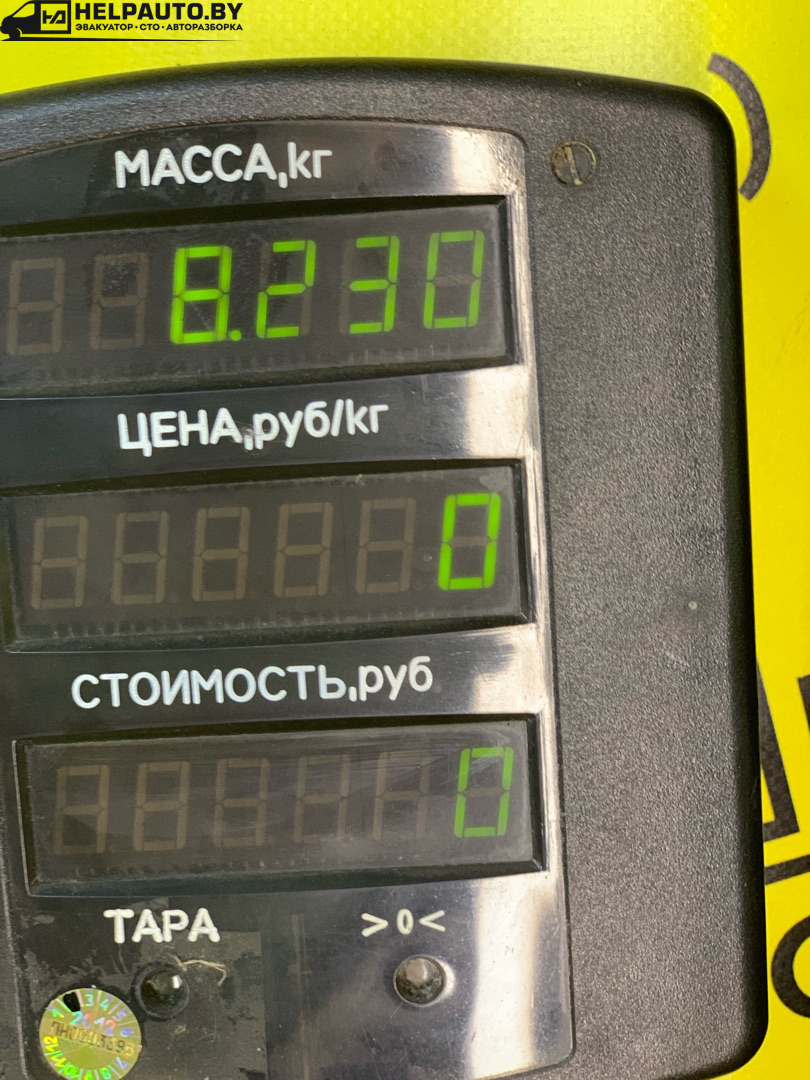 HELPAUTO.BY
ЭВАКУАТОР•СТО•АВТОРАЗБОРКА
МАССА,кг
8.230
ЦЕНА,руб/кг
0
СТОИМОСТЬ,руб
0
ТАРА >0<